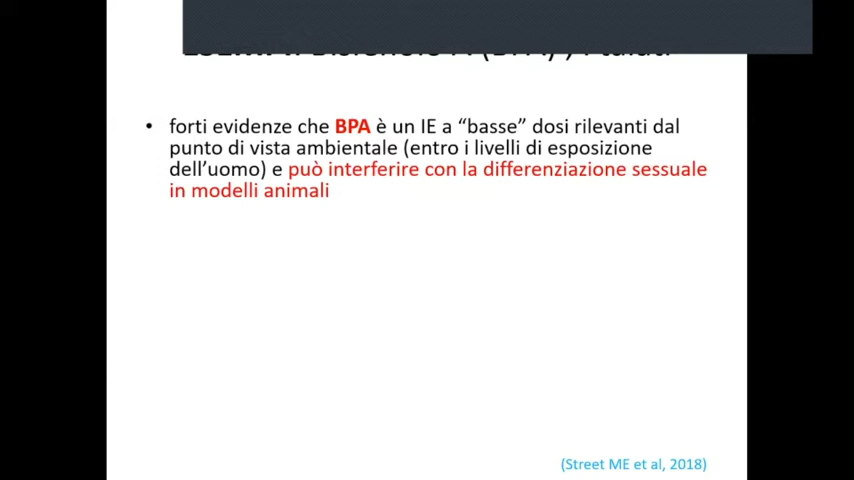 • forti evidenze che BPA è un IE a “basse” dosi rilevanti dal
punto di vista ambientale (entro i livelli di esposizione
dell’uomo) e può interferire con la differenziazione sessuale
in modelli animali
(Street ME et al, 2018)